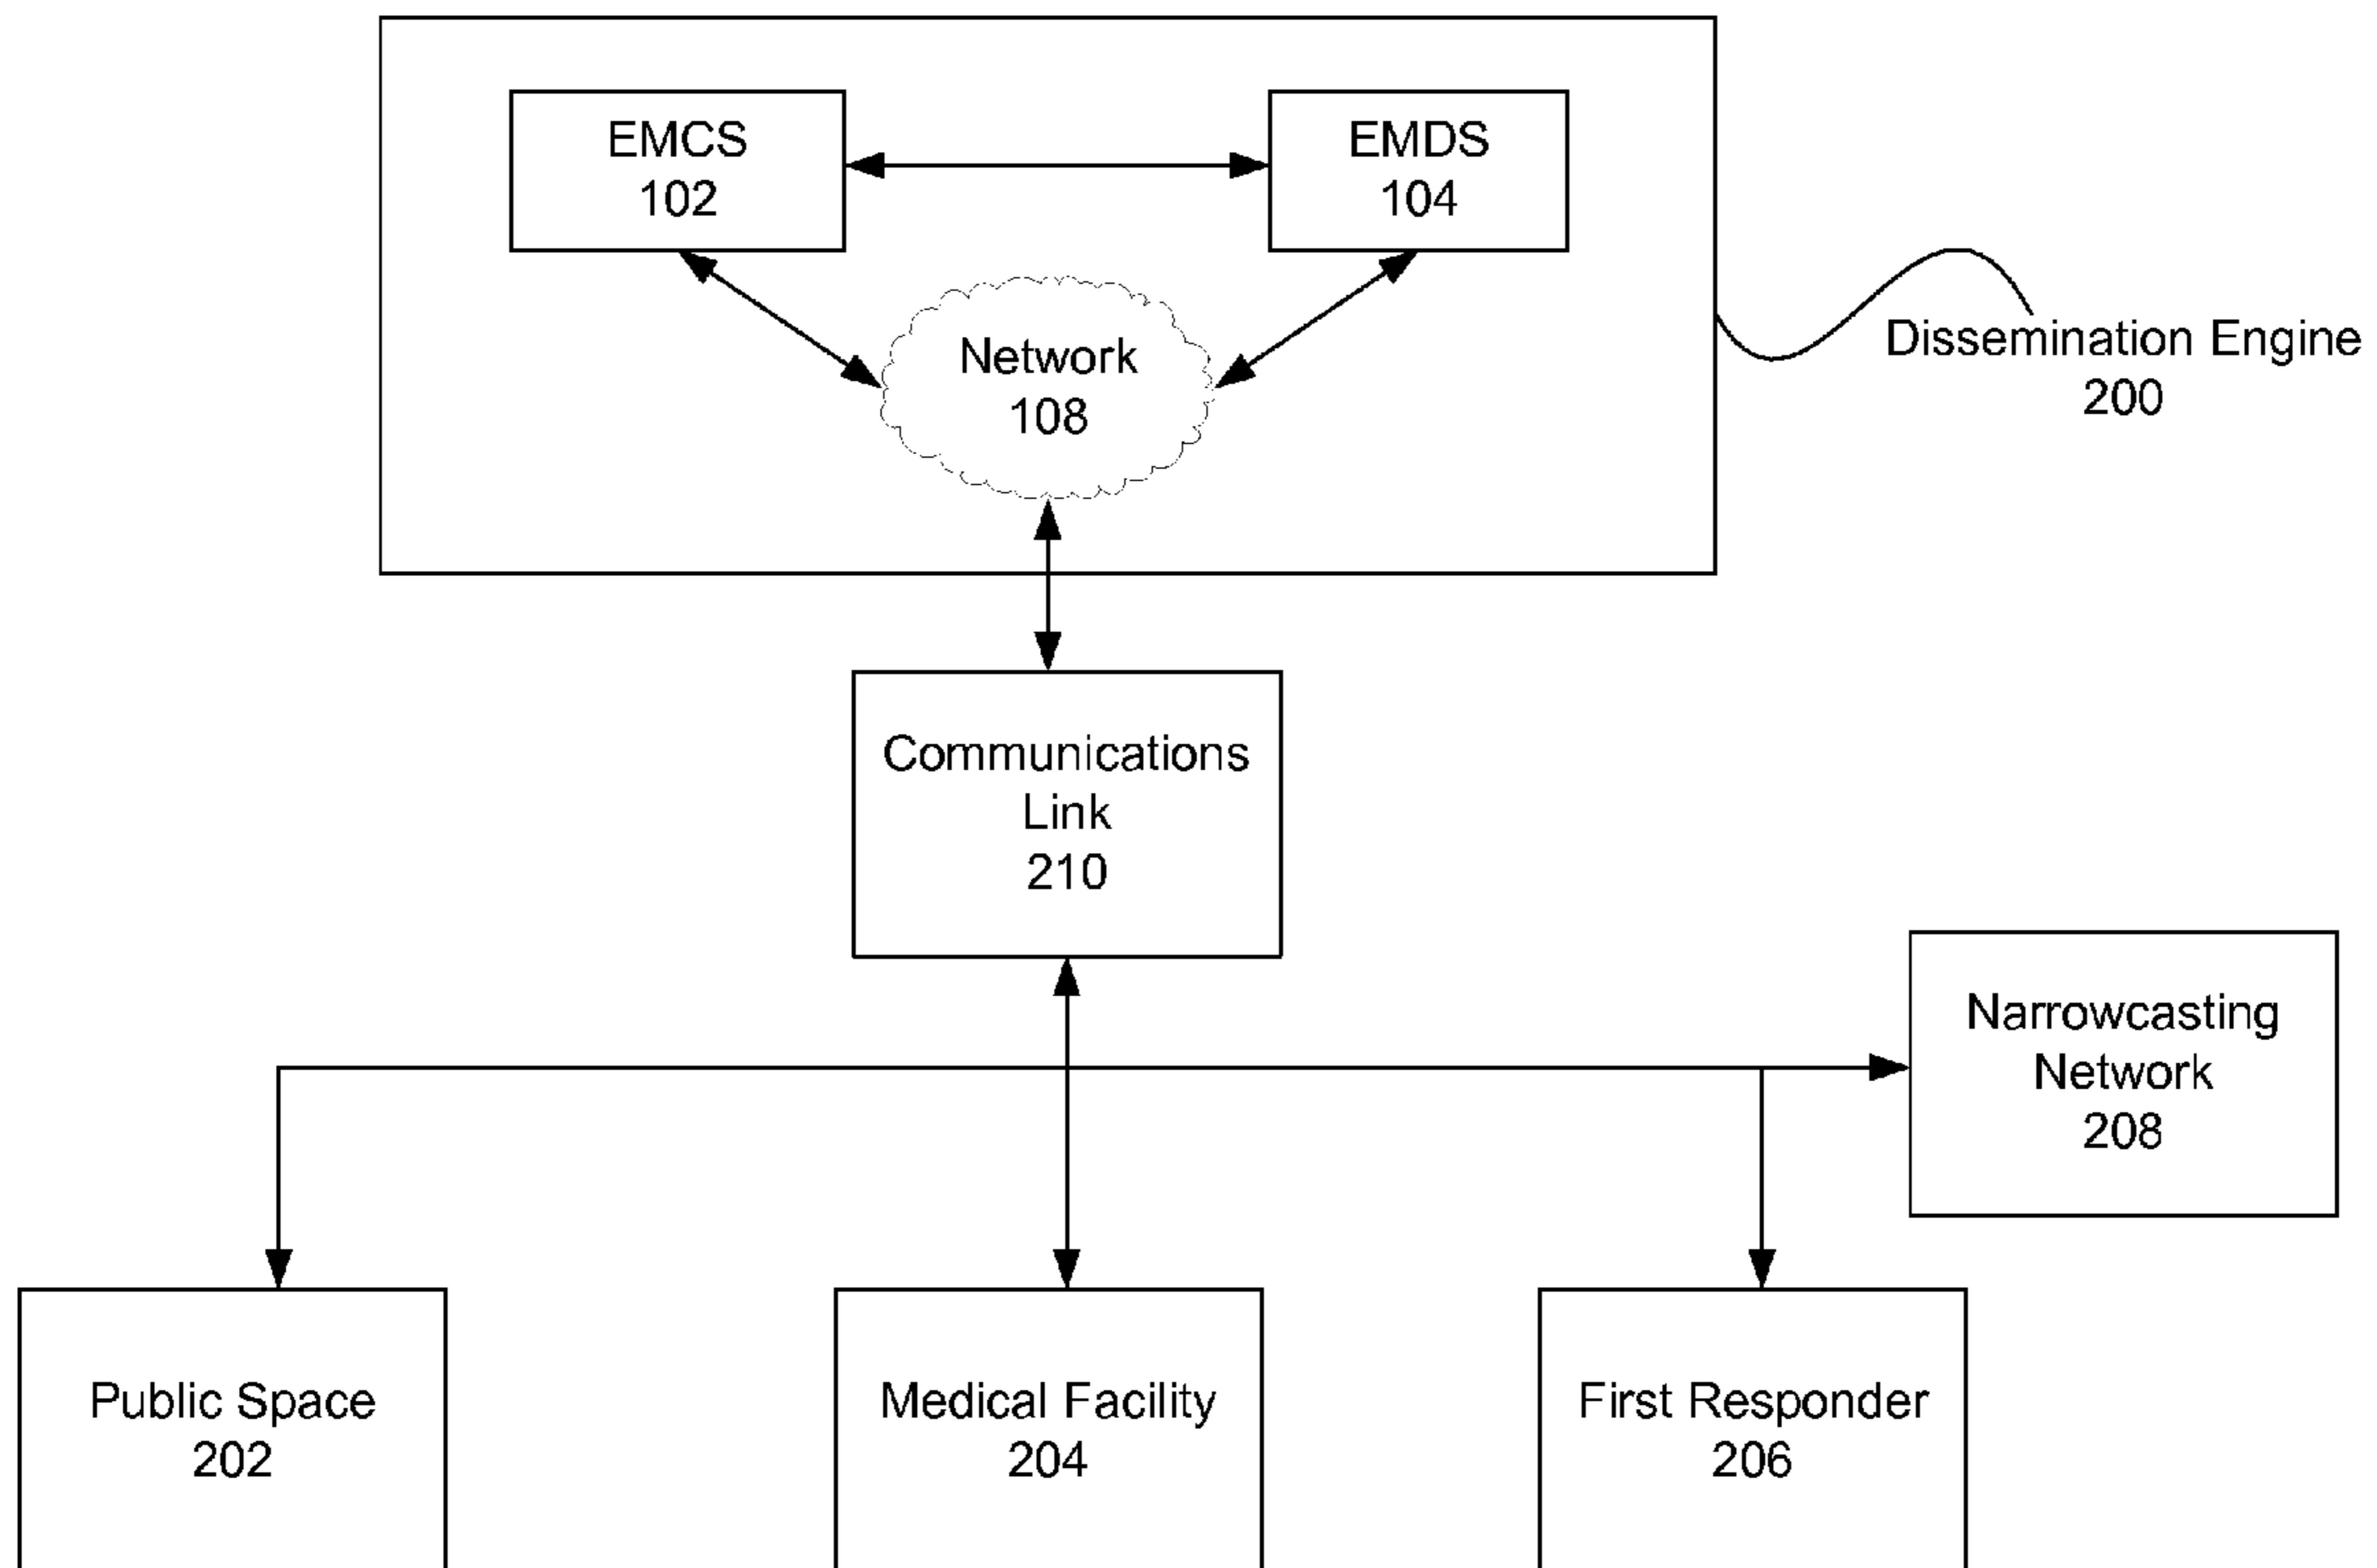 EMCS
102
EMDS
104
Network
108
Dissemination Engine
200
Communications
Link
210
Narrowcasting
Network
208
Public Space
202
Medical Facility
204
First Responder
206